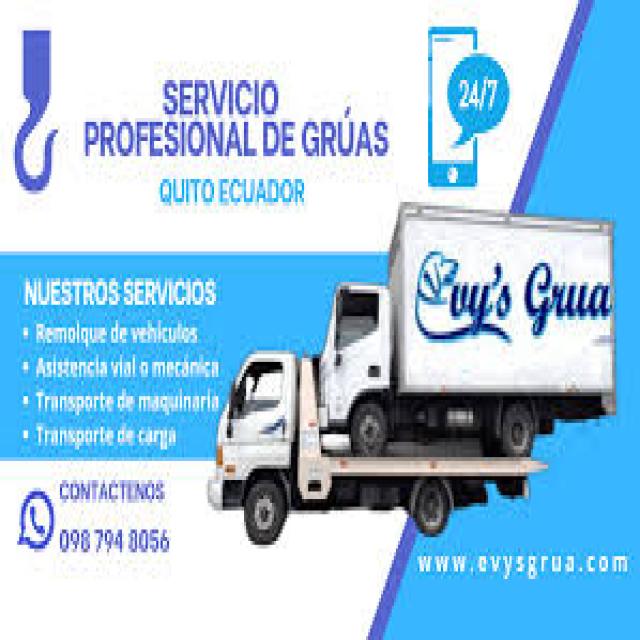 SERVICIO
PROFESIONAL DE GRÚAS
QUITO ECUADOR
24/7
Evy's Grua
NUESTROS SERVICIOS
• Remolque de vehículos
• Asistencia vial o mecánica
• Transporte de maquinaria
• Transporte de carga
CONTACTENOS
098 794 8056
www.evysgrua.com